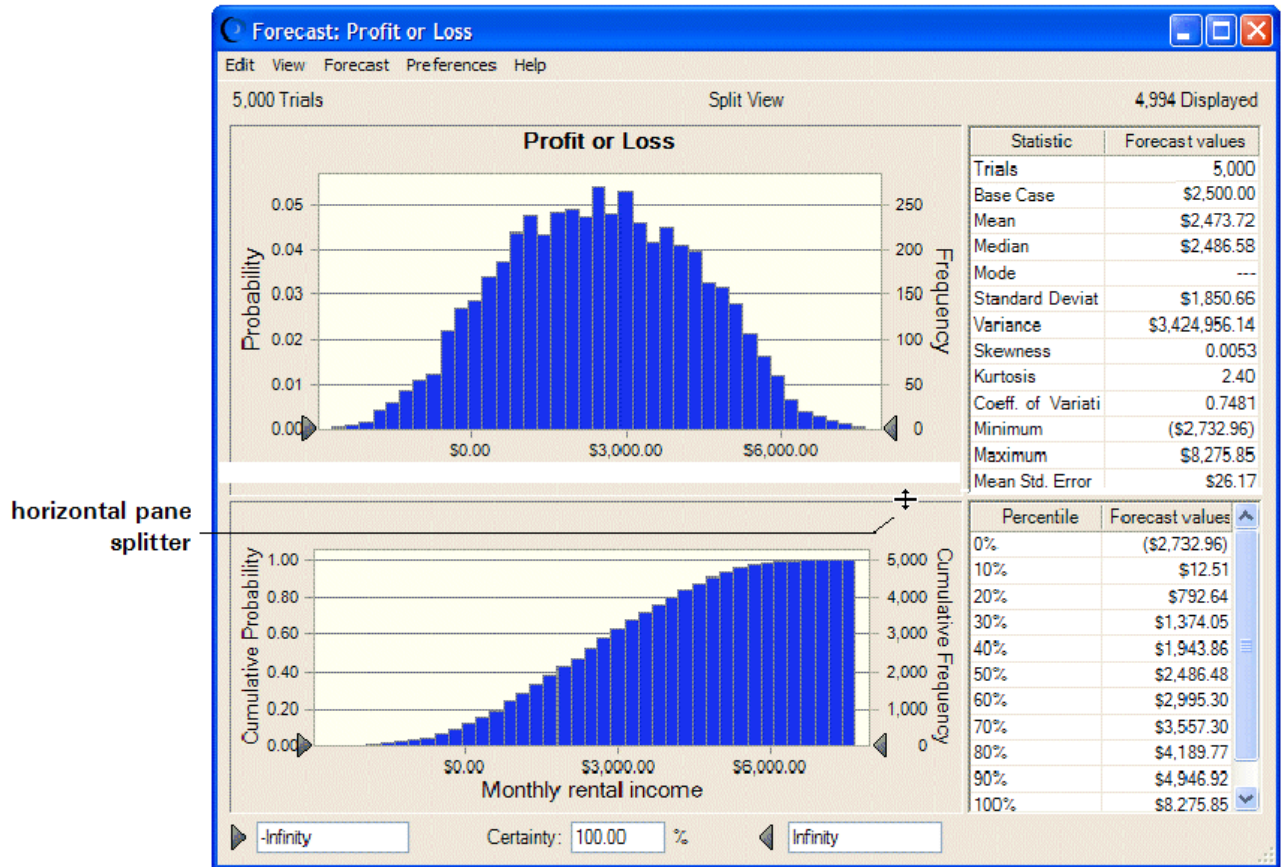 Forecast: Profit or Loss
Edit View Forecast Preferences Help
5,000 Trials Split View 4,994 Displayed
Profit or Loss
Probability
0.05
0.04
0.03
0.02
0.01
0.00
250
200
150
100
50
0
Frequency
$0.00 $3,000.00 $6,000.00
Statistic Forecast values
Trials 5,000
Base Case $2,500.00
Mean $2,473.72
Median $2,486.58
Mode ---
Standard Deviat $1,850.66
Variance $3,424,956.14
Skewness 0.0053
Kurtosis 2.40
Coeff. of Variati 0.7481
Minimum ($2,732.96)
Maximum $8,275.85
Mean Std. Error $26.17
horizontal pane
splitter
Cumulative Probability
1.00
0.80
0.60
0.40
0.20
0.00
5,000
4,000
3,000
2,000
1,000
0
Cumulative Frequency
$0.00 $3,000.00 $6,000.00
Monthly rental income
Percentile Forecast values
0% ($2,732.96)
10% $12.51
20% $792.64
30% $1,374.05
40% $1,943.86
50% $2,486.48
60% $2,995.30
70% $3,557.30
80% $4,189.77
90% $4,946.92
100% $8,275.85
-Infinity Certainty: 100.00 % Infinity